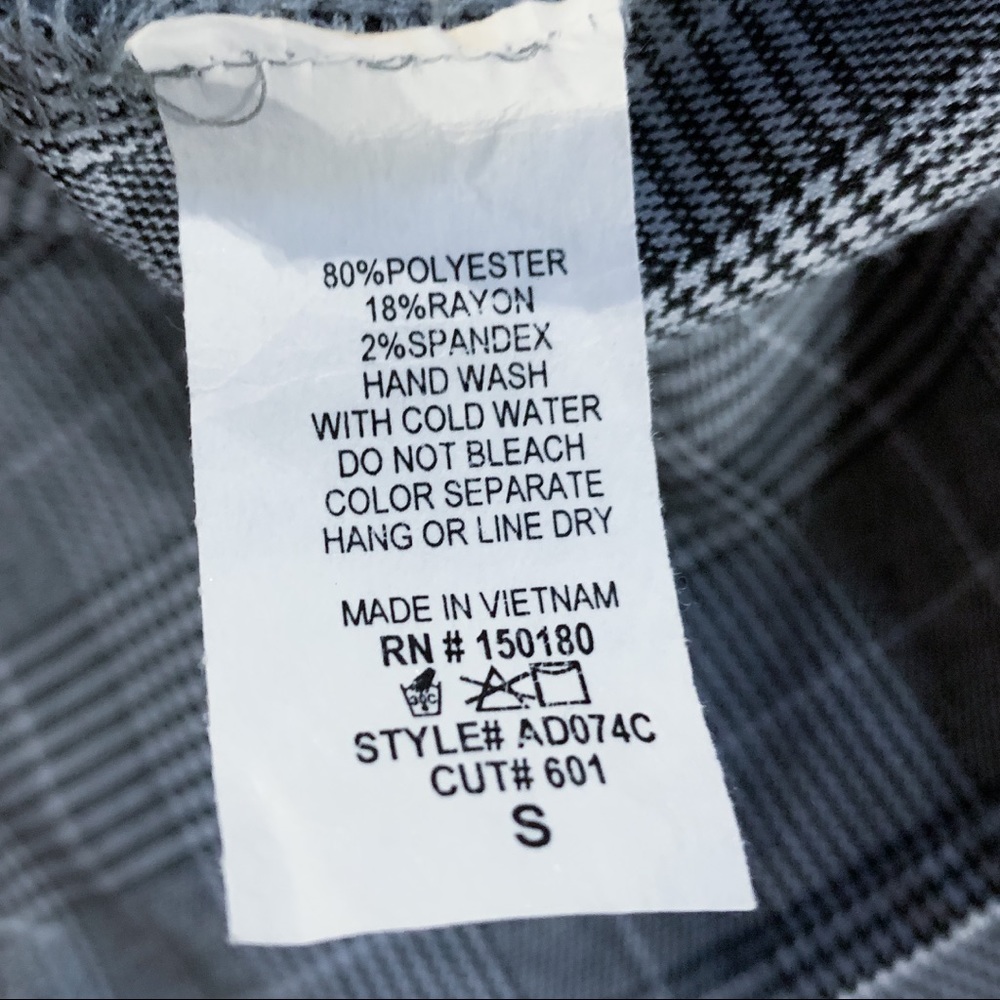 80%POLYESTER
18%RAYON
2%SPANDEX
HAND WASH
WITH COLD WATER
DO NOT BLEACH
COLOR SEPARATE
HANG OR LINE DRY
MADE IN VIETNAM
RN # 150180
STYLE# AD074C
CUT# 601
S